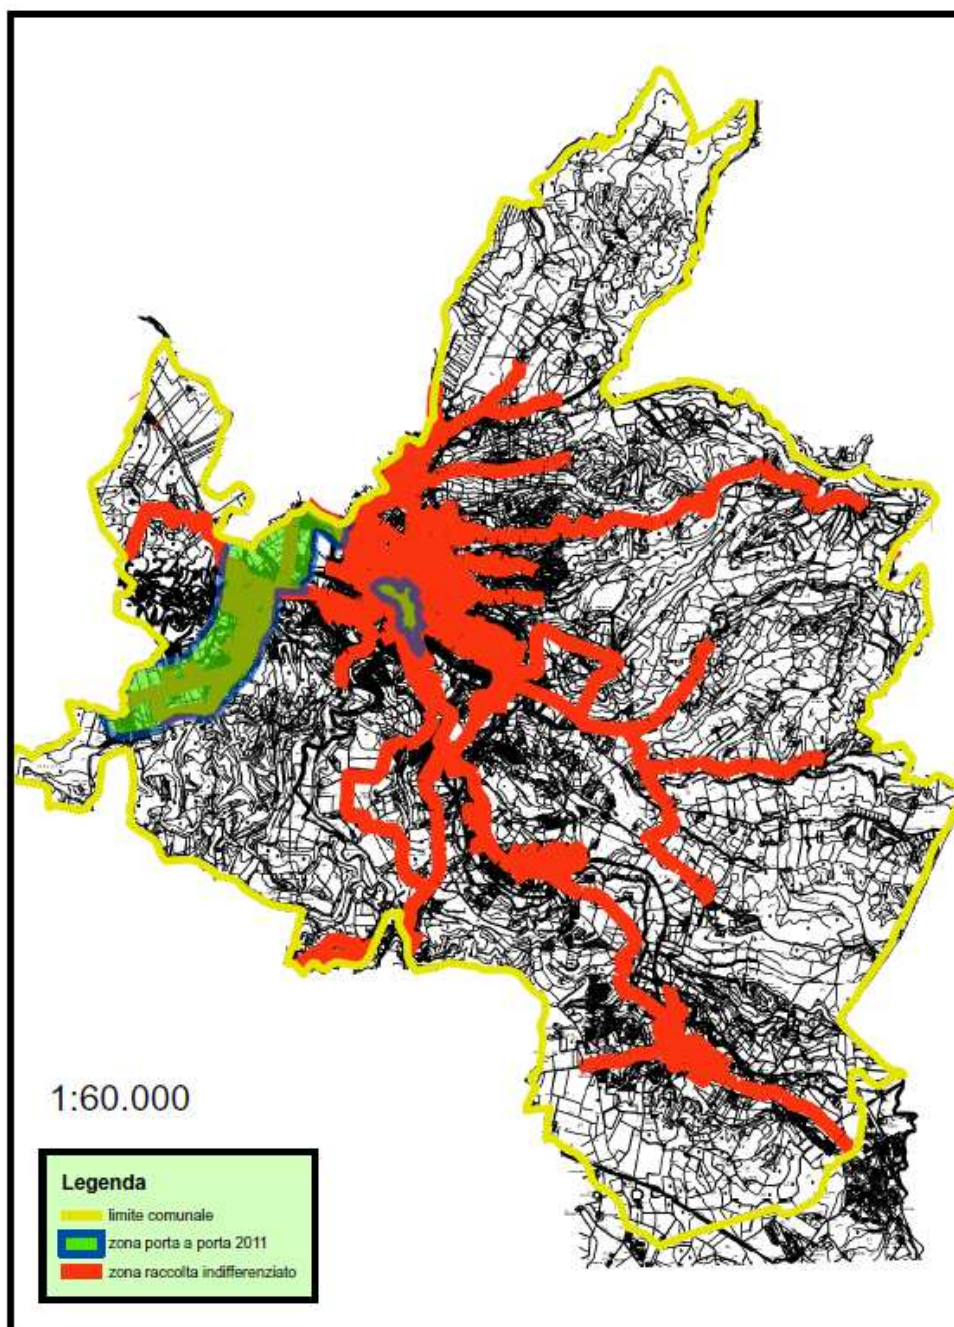 1:60.000
Legenda
limite comunale
zona porta a porta 2011
zona raccolta indifferenziato